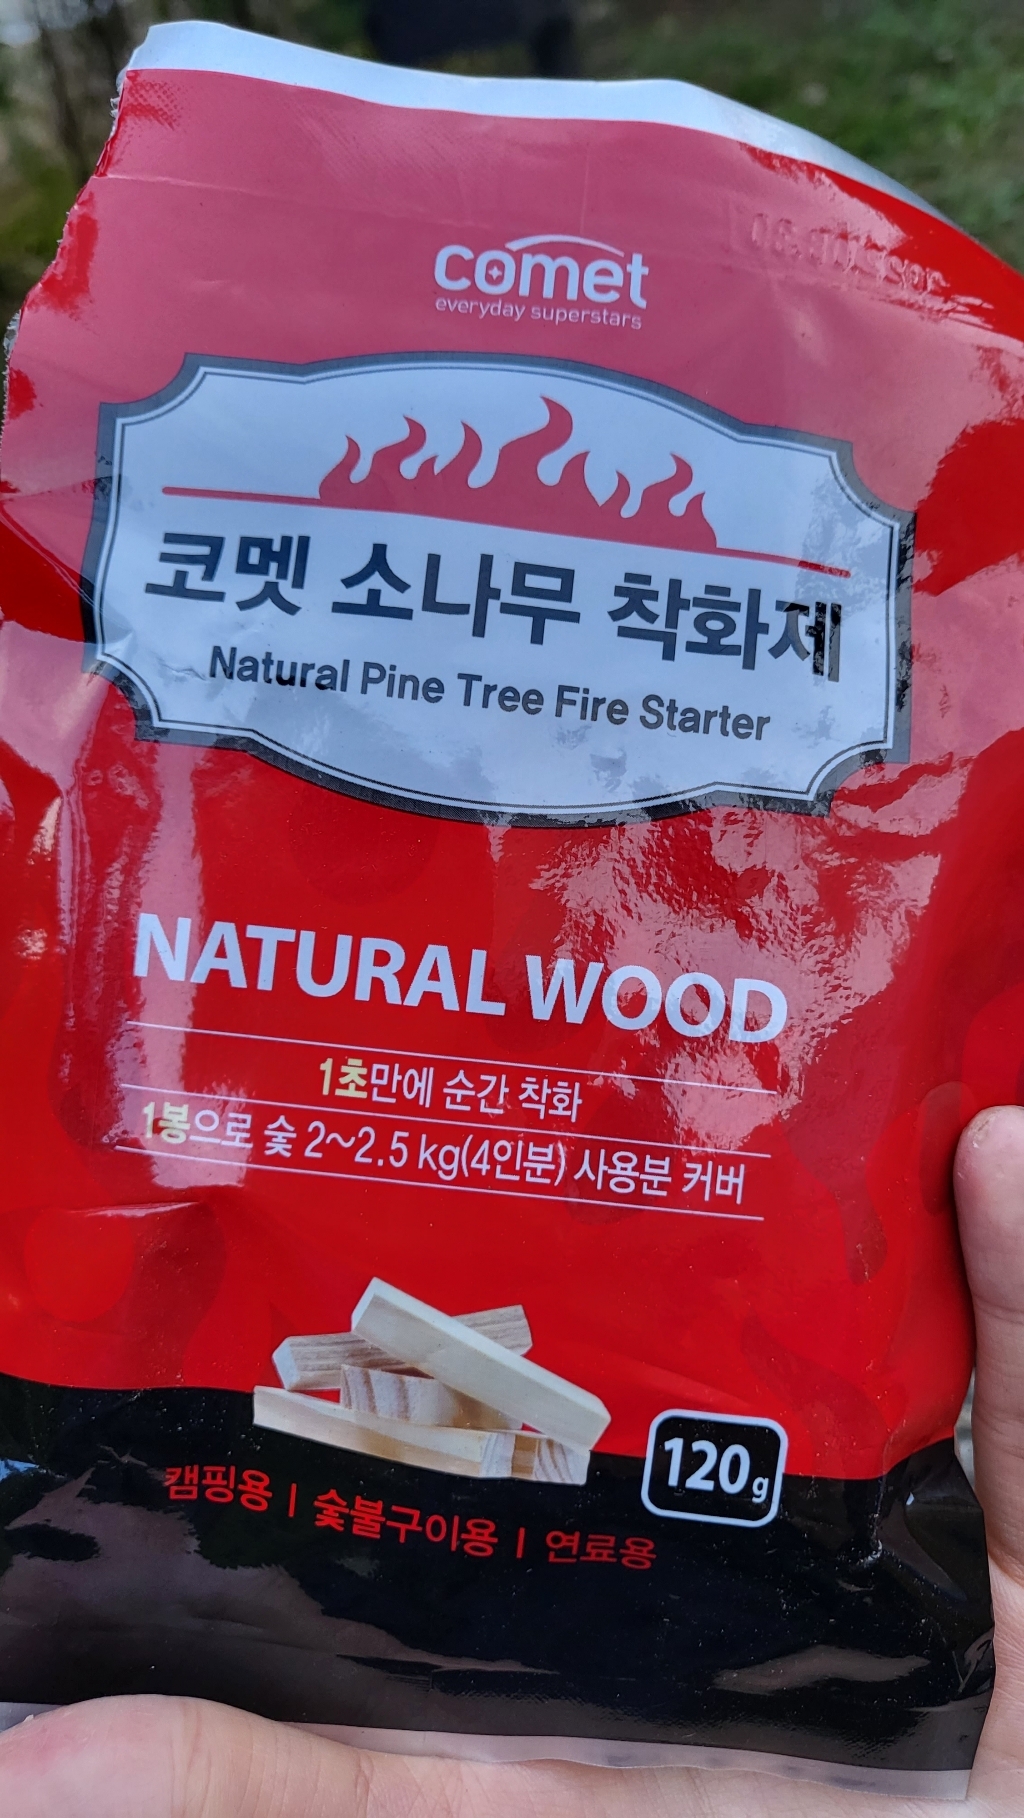 comet
everyday superstars
코멧 소나무 착화제
Natural Pine Tree Fire Starter
NATURAL WOOD
1초만에 순간 착화
1봉으로 숯 2~2.5 kg(4인분) 사용분 커버
120g
캠핑용 | 숯불구이용 | 연료용